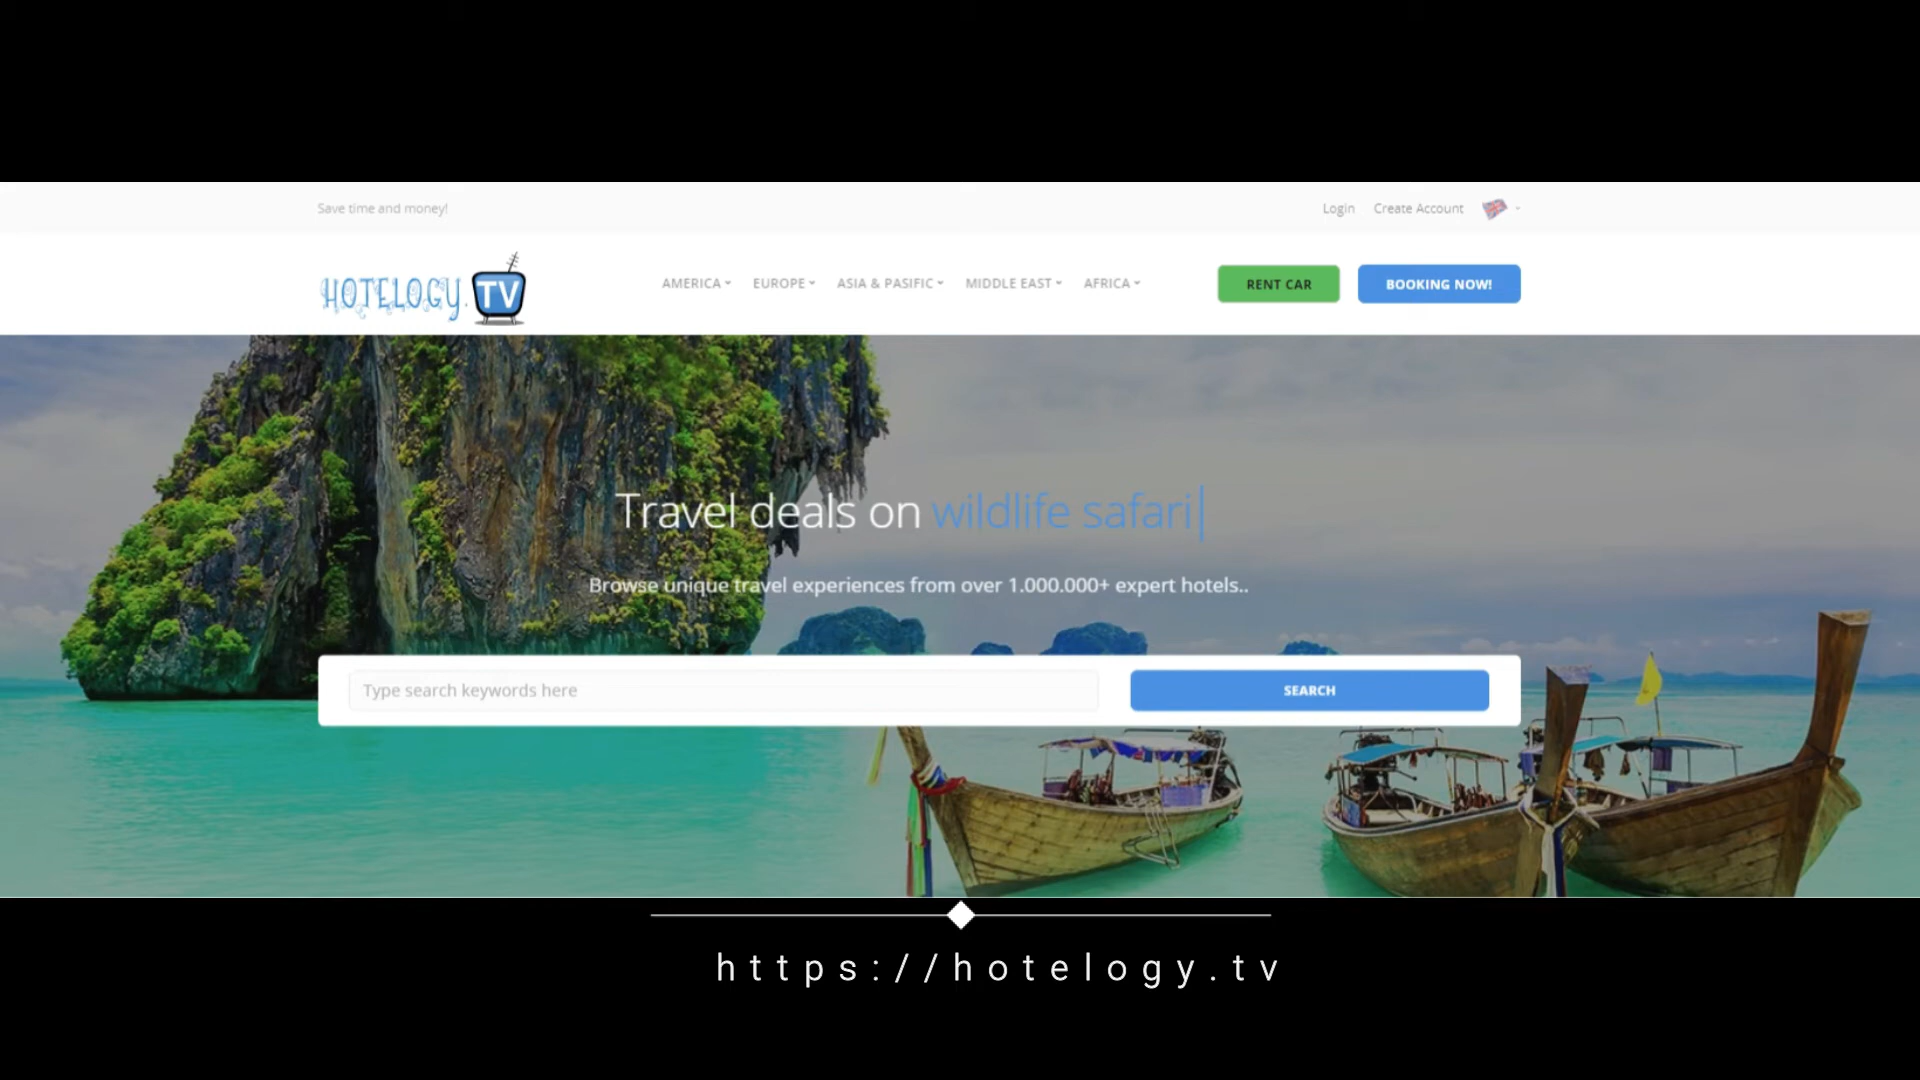 Save time and money!
Login Create Account
HOTELOGY.TV
AMERICA EUROPE ASIA & PASIFIC MIDDLE EAST AFRICA
RENT CAR
BOOKING NOW!
Travel deals on wildlife safari
Browse unique travel experiences from over 1.000.000+ expert hotels..
Type search keywords here
SEARCH
https://hotelogy.tv